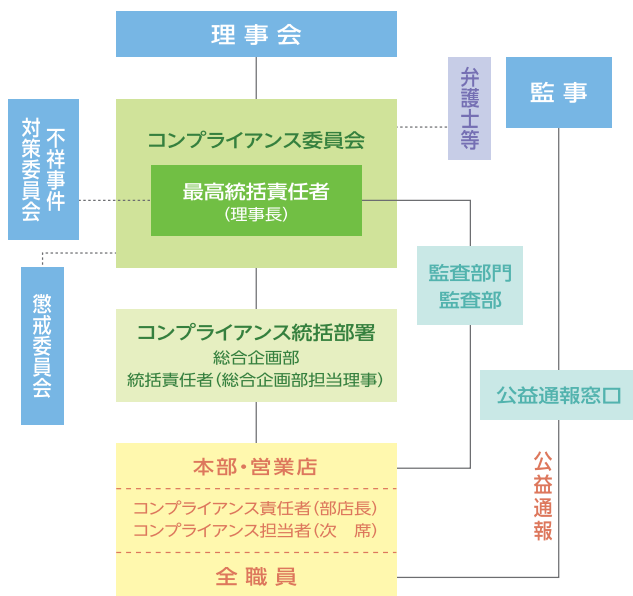 理事会
弁護士等
監事
不祥事件
対策委員会
コンプライアンス委員会
最高統括責任者
（理事長）
懲戒委員会
監査部門
監査部
コンプライアンス統括部署
総合企画部
統括責任者（総合企画部担当理事）
公益通報窓口
本部・営業店
コンプライアンス責任者（部店長）
コンプライアンス担当者（次　席）
公益通報
全職員